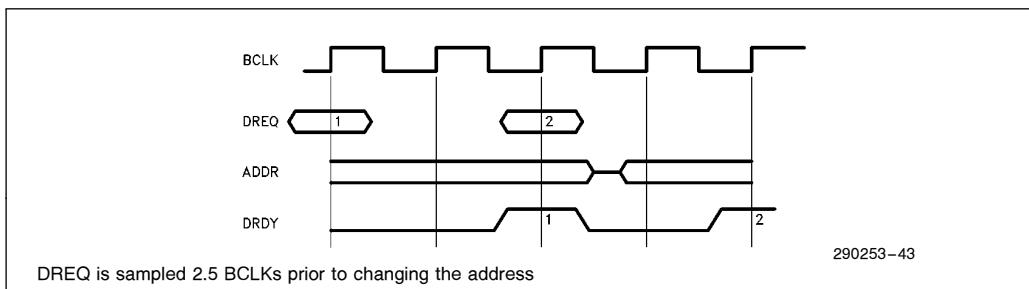 BCLK
DREQ 1 2
ADDR
DRDY 1 2
290253-43
DREQ is sampled 2.5 BCLKs prior to changing the address